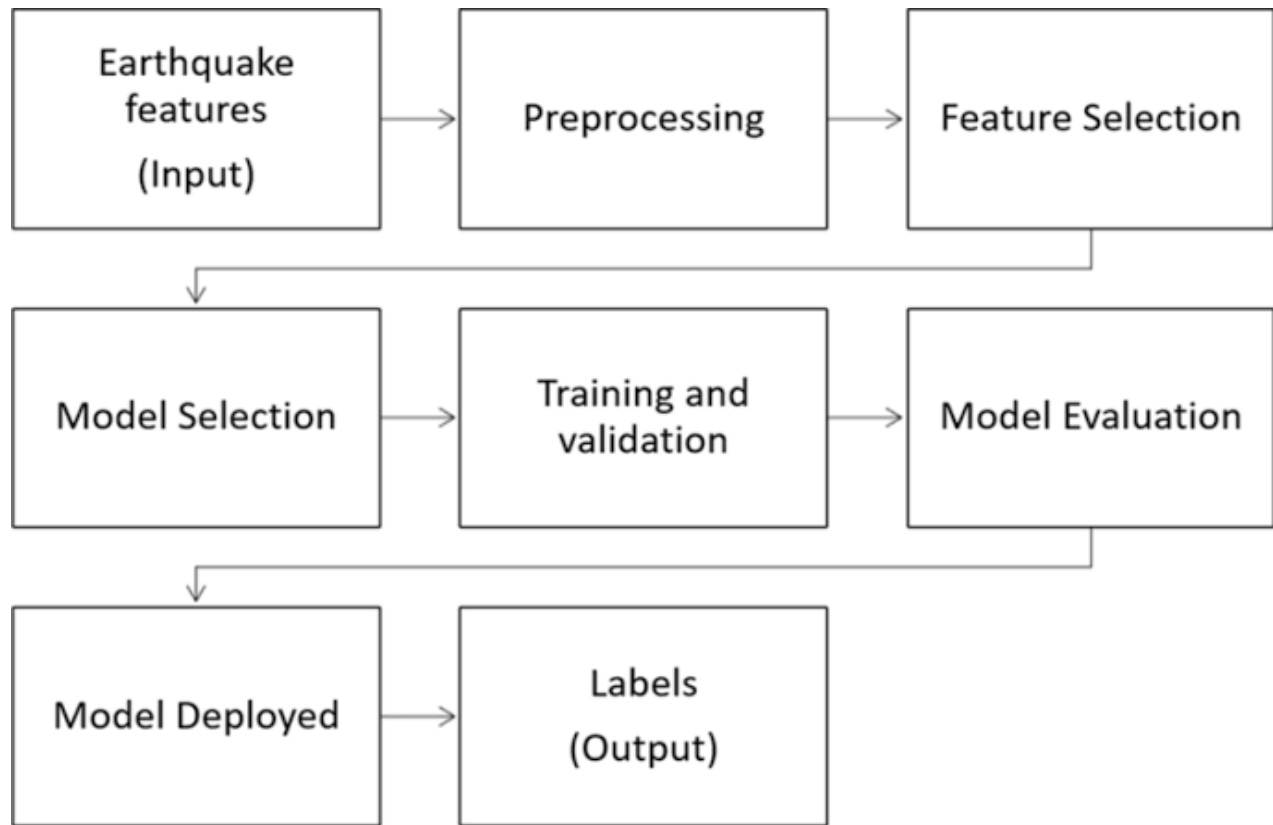 Earthquake
features
(Input)
Preprocessing
Feature Selection
Model Selection
Training and
validation
Model Evaluation
Model Deployed
Labels
(Output)